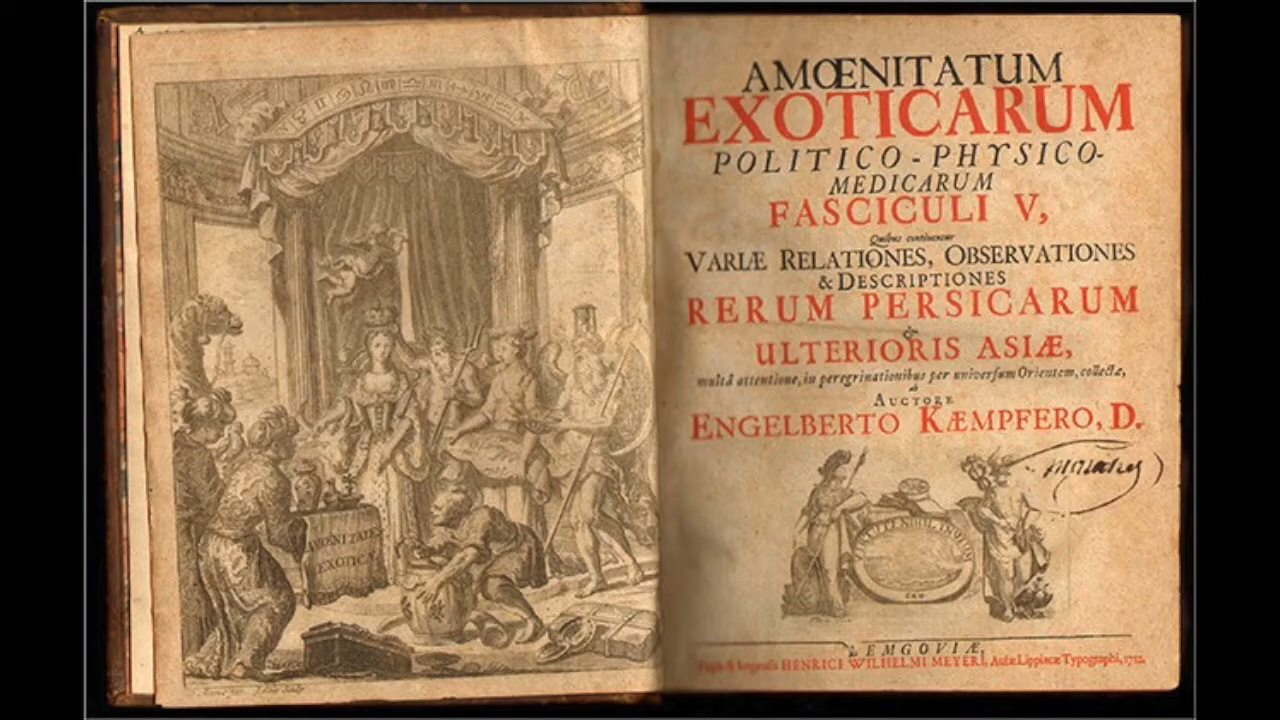 AMŒNITATES
EXOTICÆ
AMŒNITATUM
EXOTICARUM
POLITICO-PHYSICO-
MEDICARUM
FASCICULI V,
Quibus continentur
VARIÆ RELATIONES, OBSERVATIONES
& DESCRIPTIONES
RERUM PERSICARUM
&
ULTERIORIS ASIÆ,
multâ attentione, in peregrinationibus per universum Orientem, collectæ,
ab
AUCTORE
ENGELBERTO KÆMPFERO, D.
LEMGOVIÆ,
HENRICI WILHELMI MEYERI, Aulæ Lippiacæ Typographi, 1712.